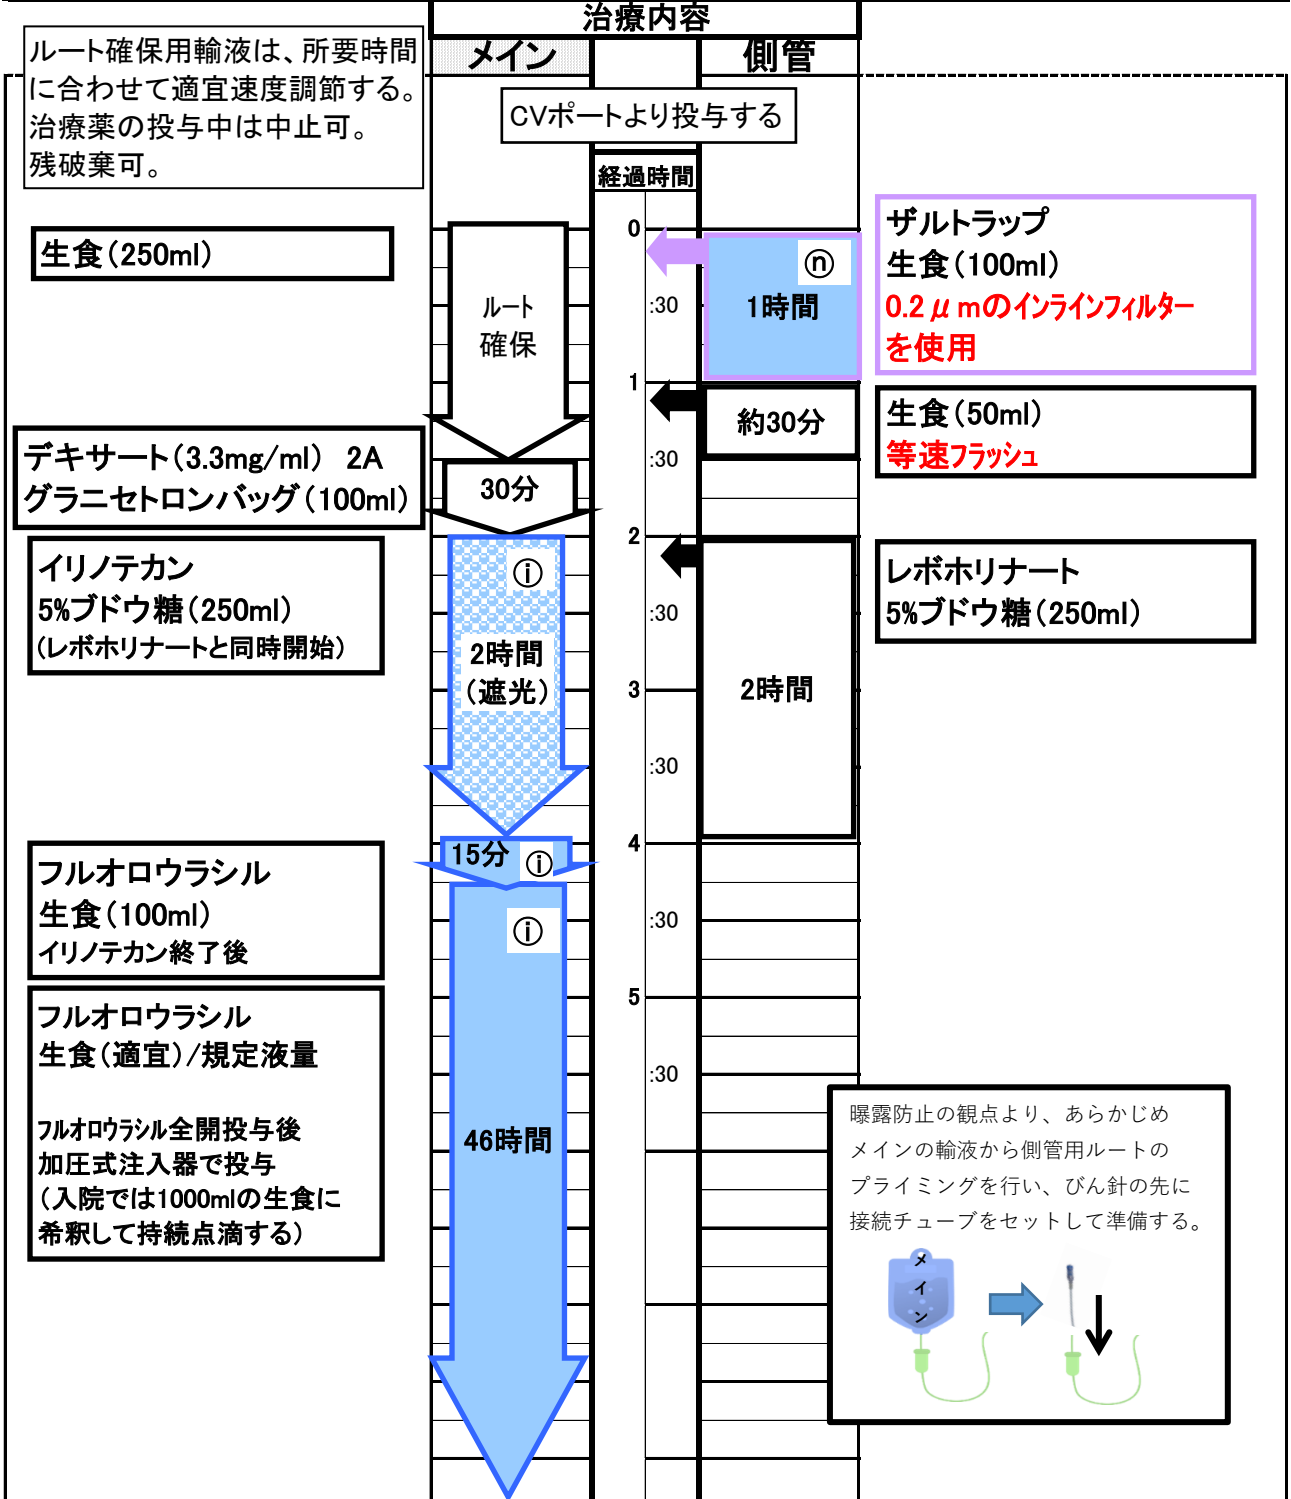 治療内容
メイン
側管
ルート確保用輸液は、所要時間
に合わせて適宜速度調節する。
治療薬の投与中は中止可。
残破棄可。
CVポートより投与する
経過時間
0
:30
1
:30
2
:30
3
:30
4
:30
5
:30
生食(250ml)
ルート
確保
ⓝ
1時間
ザルトラップ
生食(100ml)
0.2μmのインラインフィルター
を使用
約30分
生食(50ml)
等速フラッシュ
デキサート(3.3mg/ml) 2A
グラニセトロンバッグ(100ml)
30分
イリノテカン
5%ブドウ糖(250ml)
(レボホリナートと同時開始)
ⓘ
2時間
(遮光)
2時間
レボホリナート
5%ブドウ糖(250ml)
フルオロウラシル
生食(100ml)
イリノテカン終了後
15分 ⓘ
ⓘ
フルオロウラシル
生食(適宜)/規定液量
フルオロウラシル全開投与後
加圧式注入器で投与
(入院では1000mlの生食に
希釈して持続点滴する)
46時間
曝露防止の観点より、あらかじめ
メインの輸液から側管用ルートの
プライミングを行い、びん針の先に
接続チューブをセットして準備する。
メイン